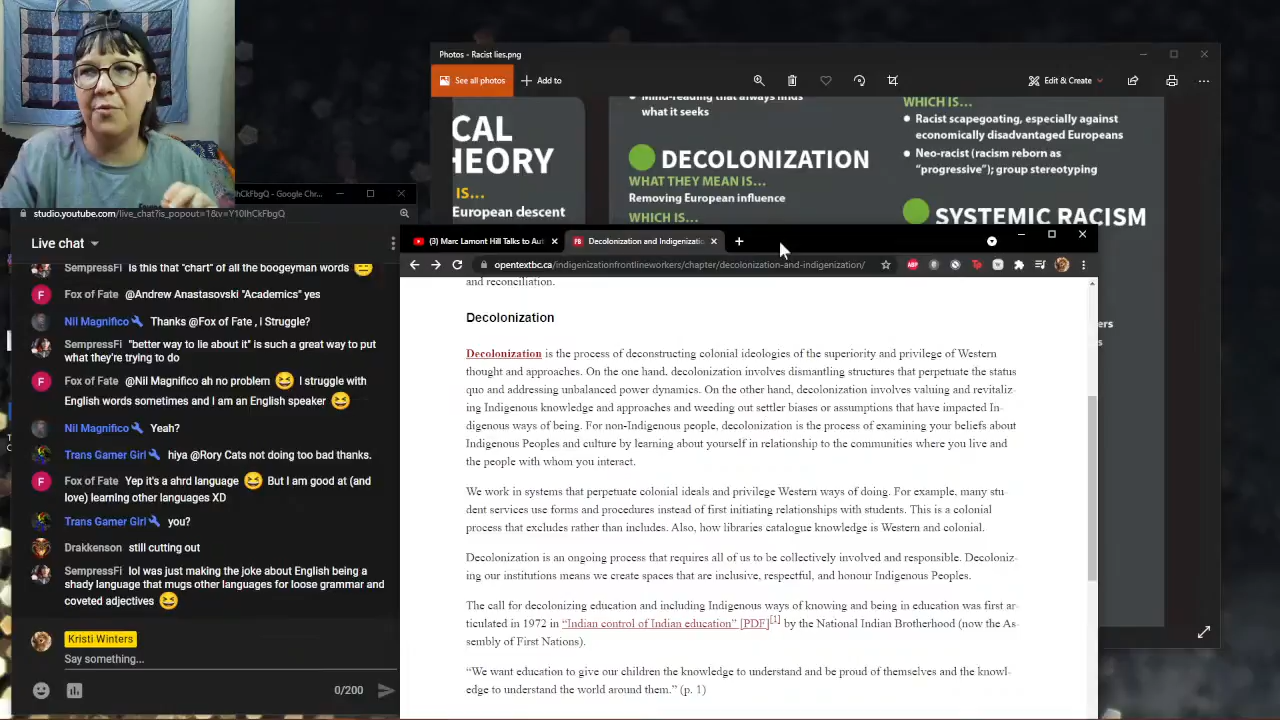 Photos - Racist lies.png
See all photos
Add to
Edit & Create
Mind-reading that always finds
what it seeks
CAL
HEORY
IS...
European descent
DECOLONIZATION
WHAT THEY MEAN IS...
Removing European influence
WHICH IS...
WHICH IS...
Racist scapegoating, especially against
economically disadvantaged Europeans
Neo-racist (racism reborn as
“progressive”); group stereotyping
SYSTEMIC RACISM
ers
s
hCkFbgQ - Google Chr...
studio.youtube.com/live_chat?is_popout=1&v=Y10IhCkFbgQ
Live chat
SempressFi Is this that "chart" of all the boogeyman words
F Fox of Fate @Andrew Anastasovski "Academics" yes
Nil Magnifico Thanks @Fox of Fate , I Struggle?
SempressFi "better way to lie about it" is such a great way to put
what they're trying to do
F Fox of Fate @Nil Magnifico ah no problem I struggle with
English words sometimes and I am an English speaker
Nil Magnifico Yeah?
Trans Gamer Girl hiya @Rory Cats not doing too bad thanks.
F Fox of Fate Yep it's a ahrd language But I am good at (and
love) learning other languages XD
Trans Gamer Girl you?
Drakkenson still cutting out
SempressFi lol was just making the joke about English being a
shady language that mugs other languages for loose grammar and
coveted adjectives
Kristi Winters
Say something...
0/200
(3) Marc Lamont Hill Talks to Aut
Decolonization and Indigenizatio
opentextbc.ca/indigenizationfrontlineworkers/chapter/decolonization-and-indigenization/
and reconciliation.
Decolonization
Decolonization is the process of deconstructing colonial ideologies of the superiority and privilege of Western
thought and approaches. On the one hand, decolonization involves dismantling structures that perpetuate the status
quo and addressing unbalanced power dynamics. On the other hand, decolonization involves valuing and revitaliz-
ing Indigenous knowledge and approaches and weeding out settler biases or assumptions that have impacted In-
digenous ways of being. For non-Indigenous people, decolonization is the process of examining your beliefs about
Indigenous Peoples and culture by learning about yourself in relationship to the communities where you live and
the people with whom you interact.
We work in systems that perpetuate colonial ideals and privilege Western ways of doing. For example, many stu-
dent services use forms and procedures instead of first initiating relationships with students. This is a colonial
process that excludes rather than includes. Also, how libraries catalogue knowledge is Western and colonial.
Decolonization is an ongoing process that requires all of us to be collectively involved and responsible. Decoloniz-
ing our institutions means we create spaces that are inclusive, respectful, and honour Indigenous Peoples.
The call for decolonizing education and including Indigenous ways of knowing and being in education was first ar-
ticulated in 1972 in “Indian control of Indian education” [PDF][1] by the National Indian Brotherhood (now the As-
sembly of First Nations).
“We want education to give our children the knowledge to understand and be proud of themselves and the knowl-
edge to understand the world around them.” (p. 1)